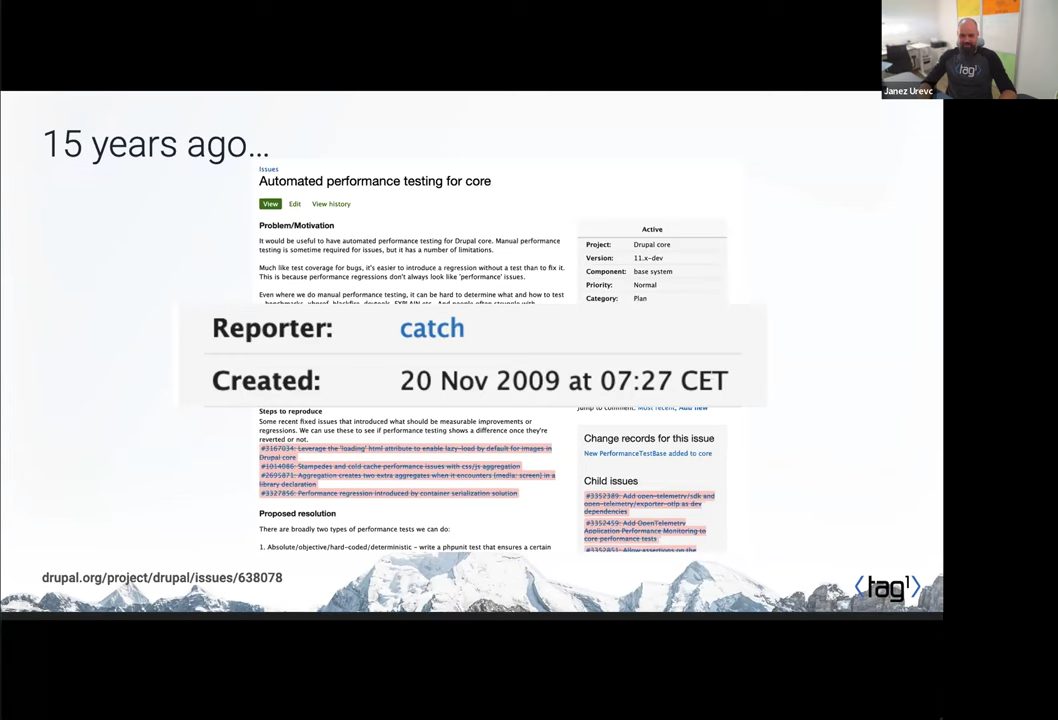 tag1
Janez Urevc
15 years ago...
Issues
Automated performance testing for core
View Edit View history
Problem/Motivation
It would be useful to have automated performance testing for Drupal core. Manual performance
testing is sometime required for issues, but it has a number of limitations.
Much like test coverage for bugs, it's easier to introduce a regression without a test than to fix it.
This is because performance regressions don't always look like 'performance' issues.
Even where we do manual performance testing, it can be hard to determine what and how to test
Active
Project: Drupal core
Version: 11.x-dev
Component: base system
Priority: Normal
Category: Plan
Reporter: catch
Created: 20 Nov 2009 at 07:27 CET
Jump to comment: Most recent, Add new
Steps to reproduce
Some recent fixed issues that introduced what should be measurable improvements or
regressions. We can use these to see if performance testing shows a difference once they're
reverted or not.
#3167034: Leverage the 'loading' html attribute to enable lazy-load by default for images in
Drupal core
#1014086: Stampedes and cold cache performance issues with css/js aggregation
#2695871: Aggregation creates two extra aggregates when it encounters {media: screen} in a
library declaration
#3327856: Performance regression introduced by container serialization solution
Proposed resolution
There are broadly two types of performance tests we can do:
1. Absolute/objective/hard-coded/deterministic - write a phpunit test that ensures a certain
Change records for this issue
New PerformanceTestBase added to core
Child issues
#3352389: Add open-telemetry/sdk and
open-telemetry/exporter-otlp as dev
dependencies
#3352459: Add OpenTelemetry
Application Performance Monitoring to
core performance tests
#3352851: Allow assertions on the
drupal.org/project/drupal/issues/638078
tag1